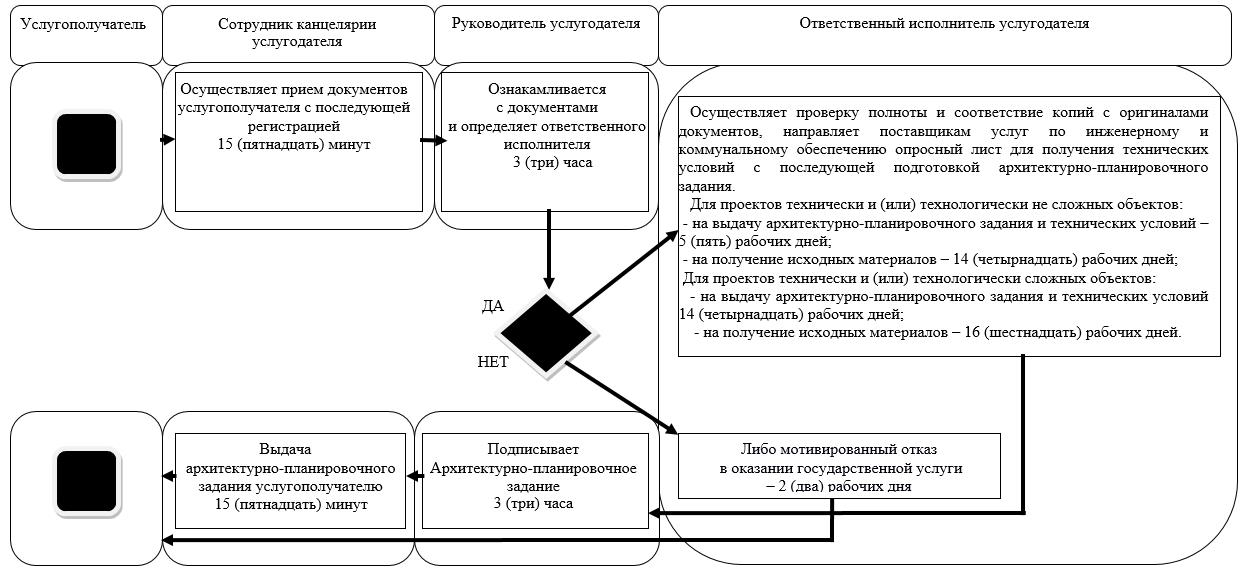 Услугополучатель
Сотрудник канцелярии
услугодателя
Руководитель услугодателя
Ответственный исполнитель услугодателя
Осуществляет прием документов
услугополучателя с последующей
регистрацией
15 (пятнадцать) минут
Ознакамливается
с документами
и определяет ответственного
исполнителя
3 (три) часа
Осуществляет проверку полноты и соответствие копий с оригиналами
документов, направляет поставщикам услуг по инженерному и
коммунальному обеспечению опросный лист для получения технических
условий с последующей подготовкой архитектурно-планировочного
задания.
Для проектов технически и (или) технологически не сложных объектов:
- на выдачу архитектурно-планировочного задания и технических условий –
5 (пять) рабочих дней;
- на получение исходных материалов – 14 (четырнадцать) рабочих дней;
Для проектов технически и (или) технологически сложных объектов:
- на выдачу архитектурно-планировочного задания и технических условий
14 (четырнадцать) рабочих дней;
- на получение исходных материалов – 16 (шестнадцать) рабочих дней.
ДА
НЕТ
Выдача
архитектурно-планировочного
задания услугополучателю
15 (пятнадцать) минут
Подписывает
Архитектурно-планировочное
задание
3 (три) часа
Либо мотивированный отказ
в оказании государственной услуги
– 2 (два) рабочих дня